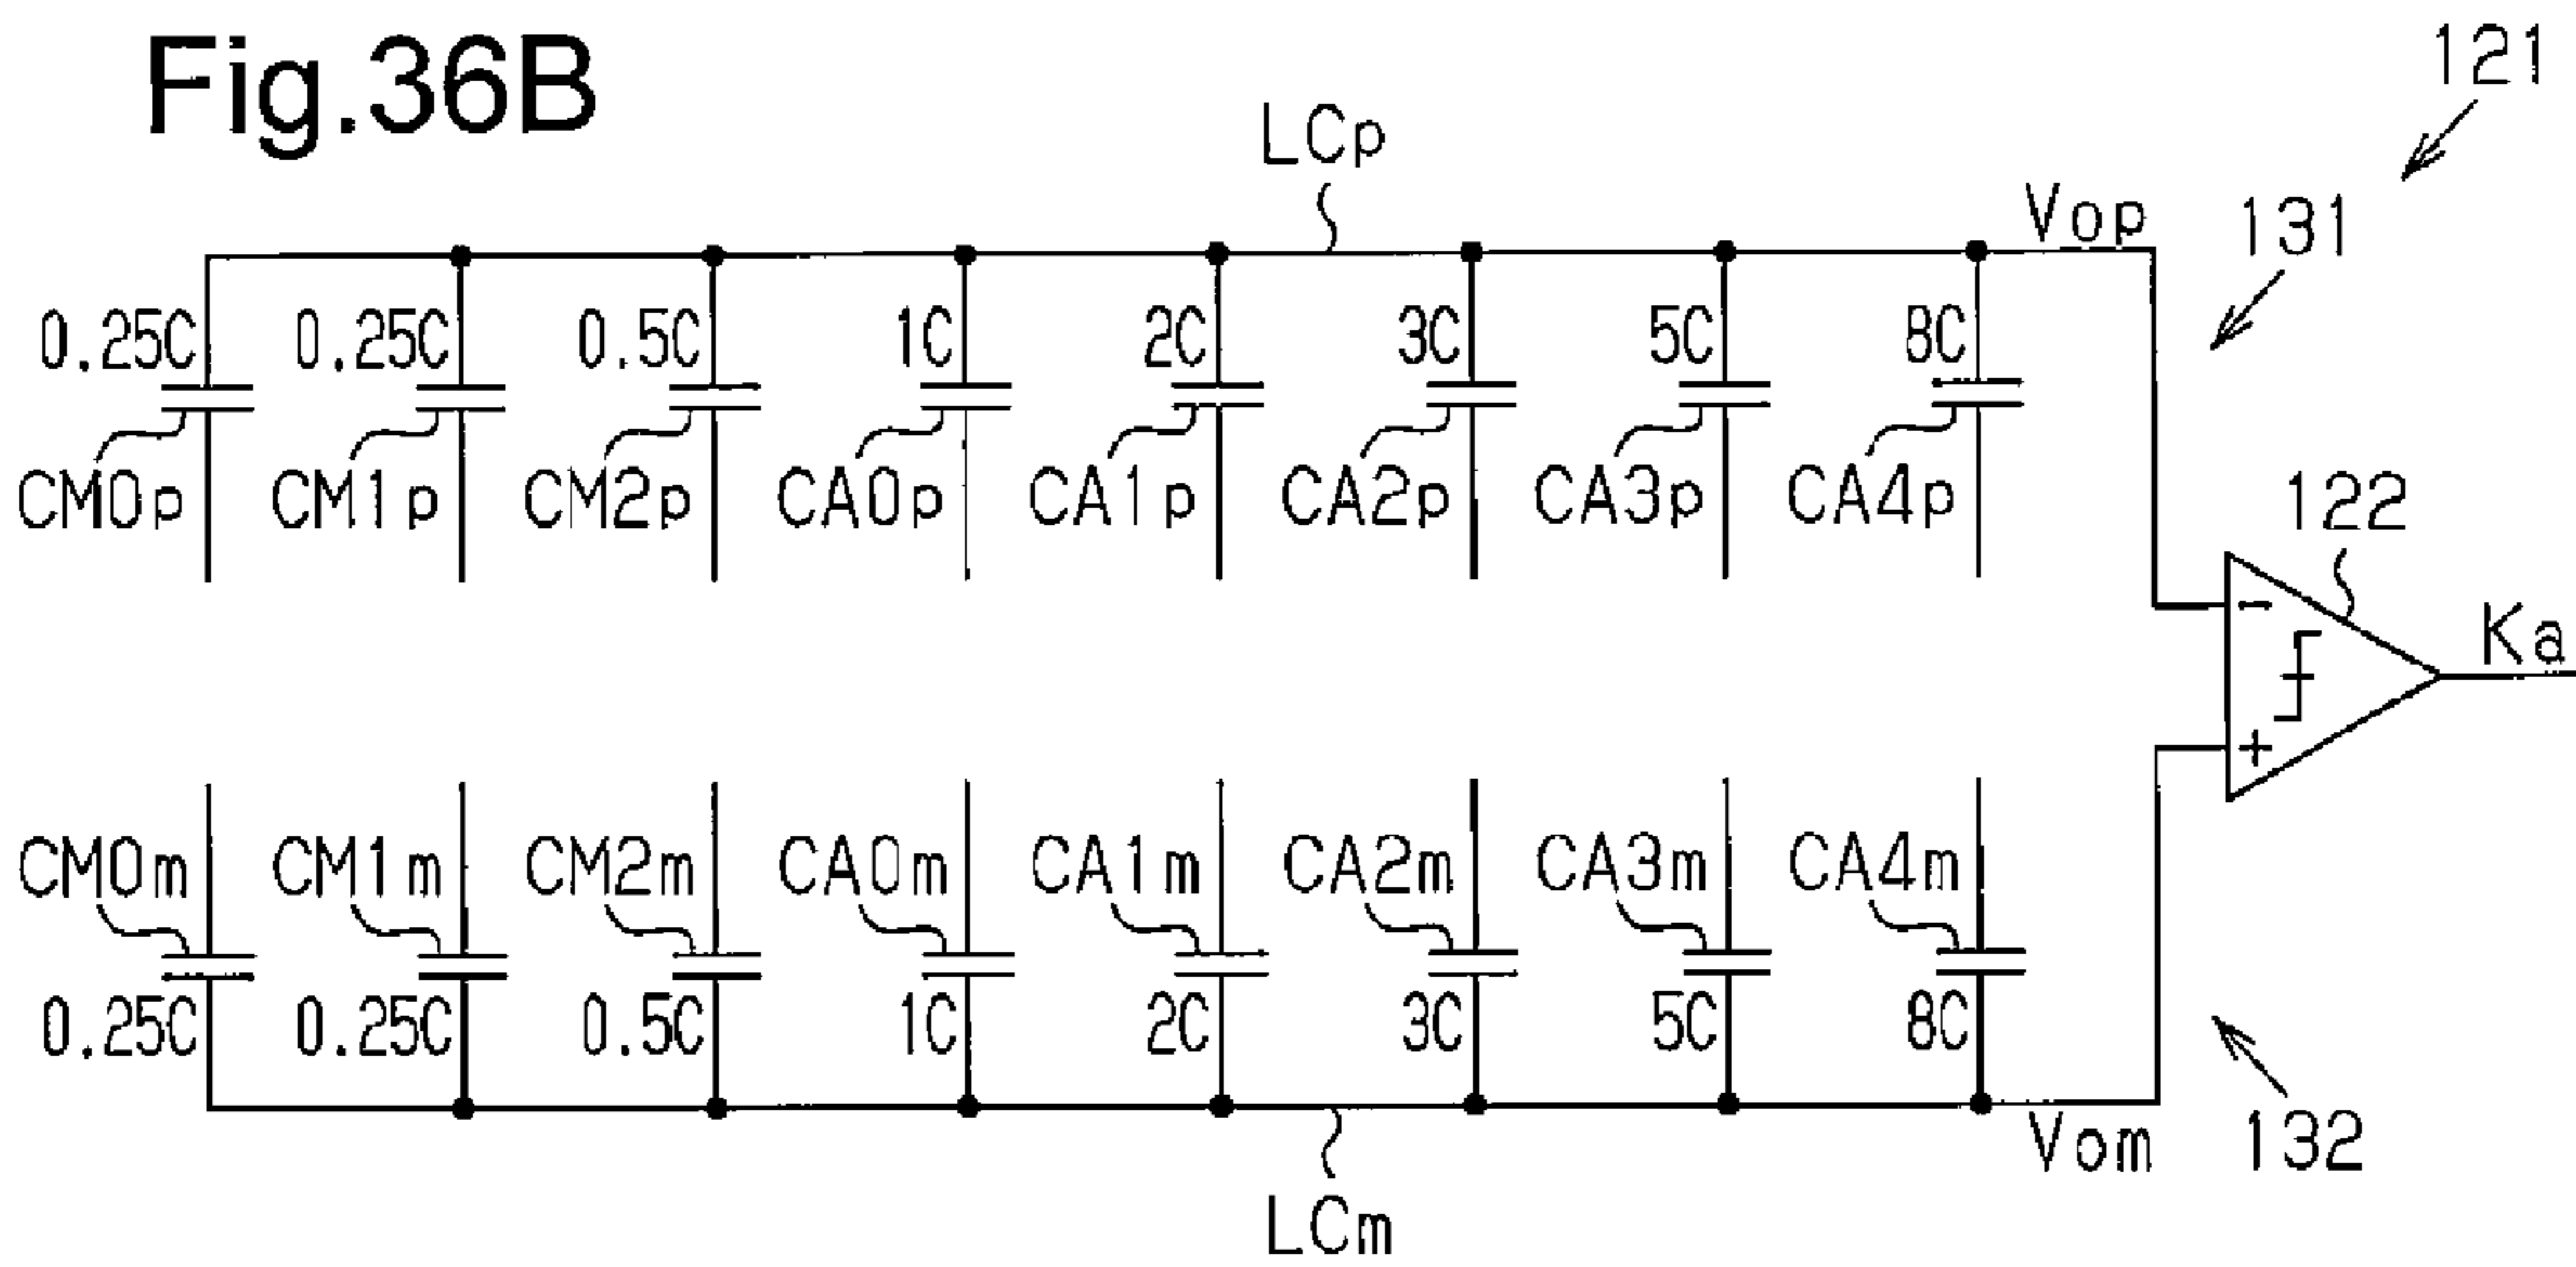 Fig.36B
121
LCp
Vop
131
0.25C 0.25C 0.5C 1C 2C 3C 5C 8C
CM0p CM1p CM2p CA0p CA1p CA2p CA3p CA4p
122
−
Ka
+
CM0m CM1m CM2m CA0m CA1m CA2m CA3m CA4m
0.25C 0.25C 0.5C 1C 2C 3C 5C 8C
Vom
132
LCm